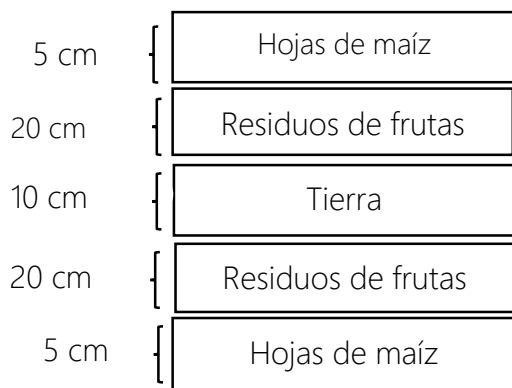 5 cm Hojas de maíz
20 cm Residuos de frutas
10 cm Tierra
20 cm Residuos de frutas
5 cm Hojas de maíz